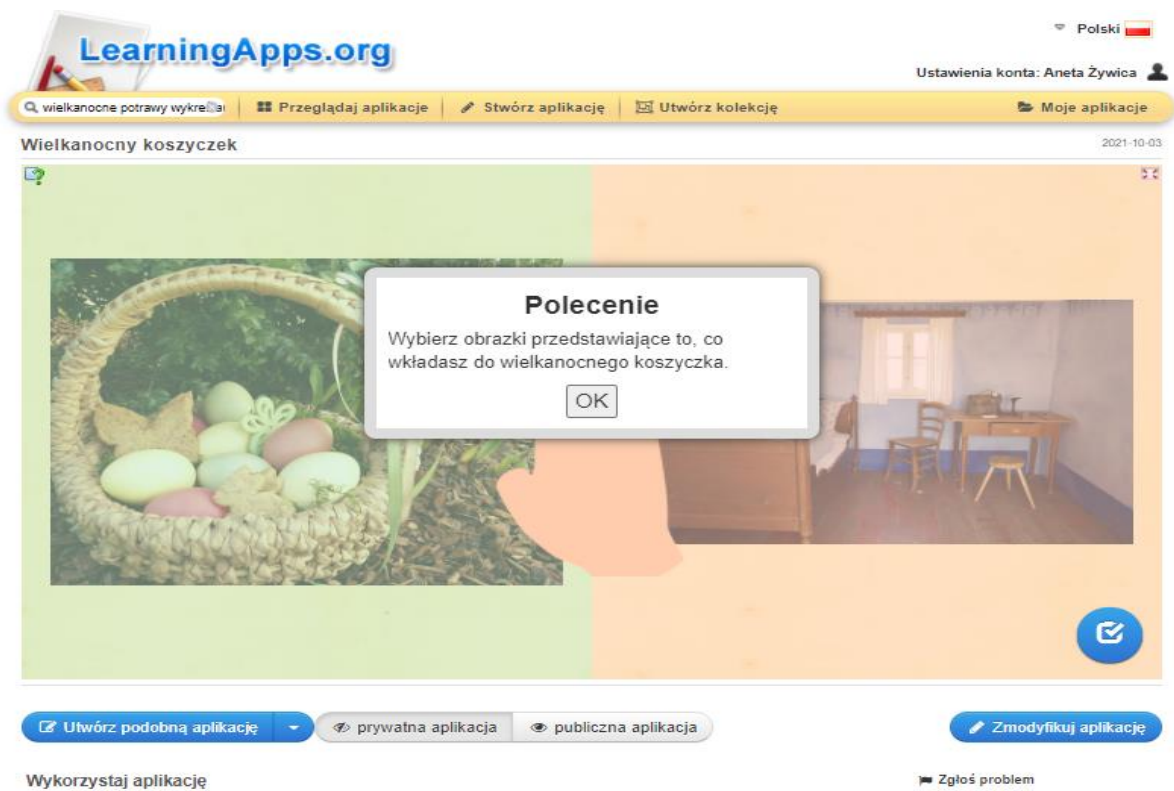 LearningApps.org
Polski
Ustawienia konta: Aneta Żywica
wielkanocne potrawy
Przeglądaj aplikacje
Stwórz aplikację
Utwórz kolekcję
Moje aplikacje
Wielkanocny koszyczek
2021-10-03
Polecenie
Wybierz obrazki przedstawiające to, co
wkładasz do wielkanocnego koszyczka.
OK
Utwórz podobną aplikację
prywatna aplikacja
publiczna aplikacja
Zmodyfikuj aplikację
Wykorzystaj aplikację
Zgłoś problem